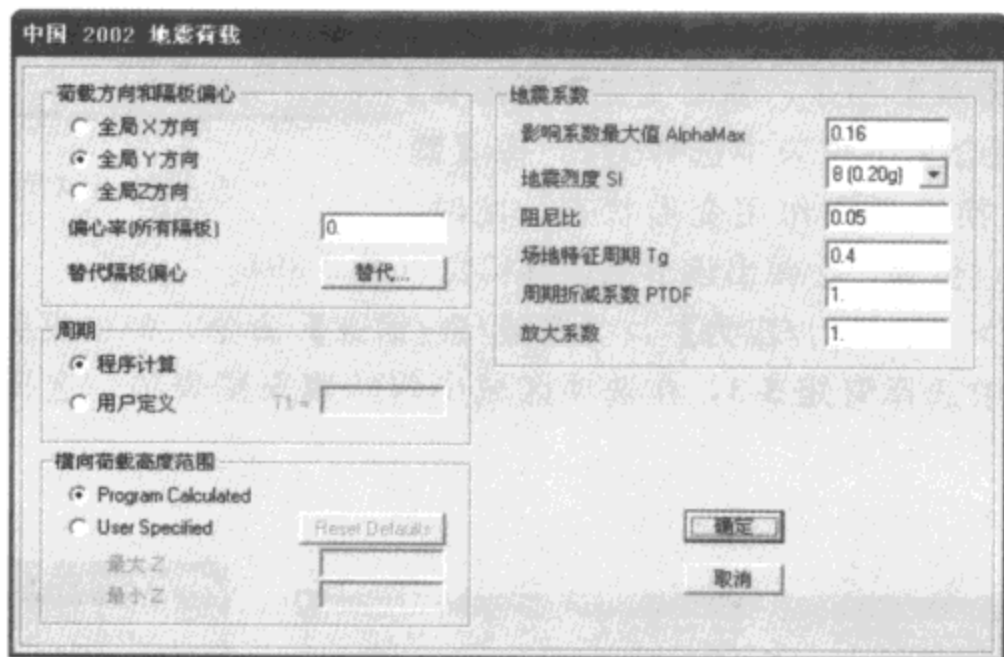 中国 2002 地震荷载
荷载方向和隔板偏心
全局 X 方向
全局 Y 方向
全局Z方向
偏心率(所有隔板)
0.
替代隔板偏心
替代...
周期
程序计算
用户定义
T1 =
横向荷载高度范围
Program Calculated
User Specified
Reset Defaults
最大 Z
最小 Z
地震系数
影响系数最大值 AlphaMax
0.16
地震烈度 SI
8 (0.20g)
阻尼比
0.05
场地特征周期 Tg
0.4
周期折减系数 PTDF
1.
放大系数
1.
确定
取消